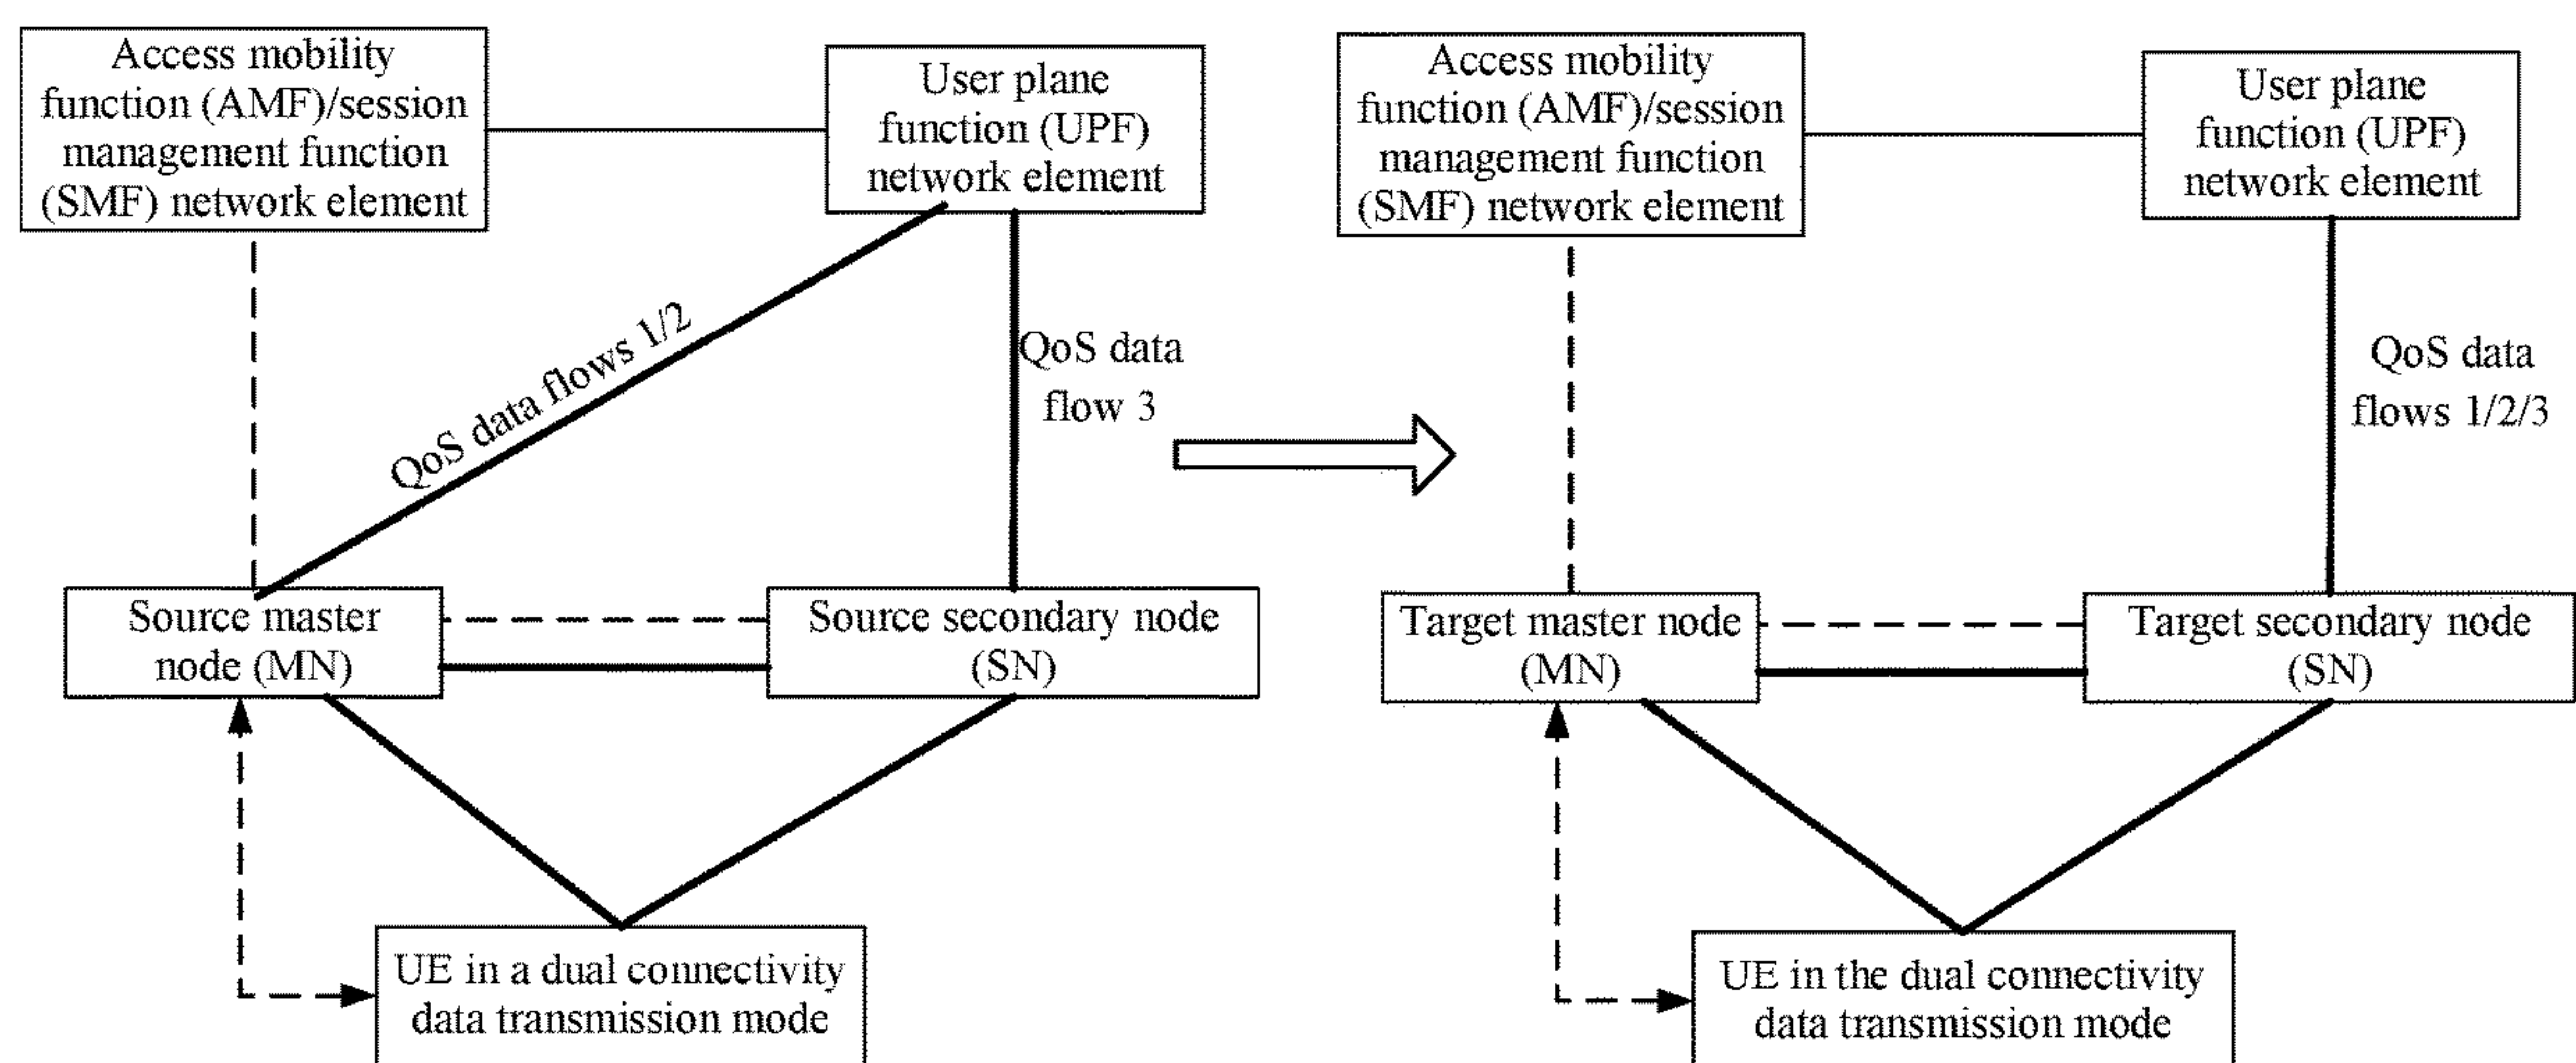 Access mobility
function (AMF)/session
management function
(SMF) network element
User plane
function (UPF)
network element
QoS data flows 1/2
QoS data
flow 3
Source master
node (MN)
Source secondary node
(SN)
UE in a dual connectivity
data transmission mode
Access mobility
function (AMF)/session
management function
(SMF) network element
User plane
function (UPF)
network element
QoS data
flows 1/2/3
Target master node
(MN)
Target secondary node
(SN)
UE in the dual connectivity
data transmission mode